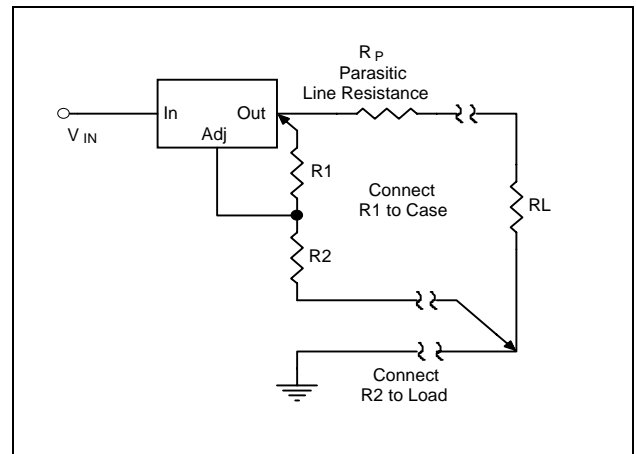 R P
Parasitic
Line Resistance
In
Out
V IN
Adj
R1
Connect
R1 to Case
RL
R2
Connect
R2 to Load